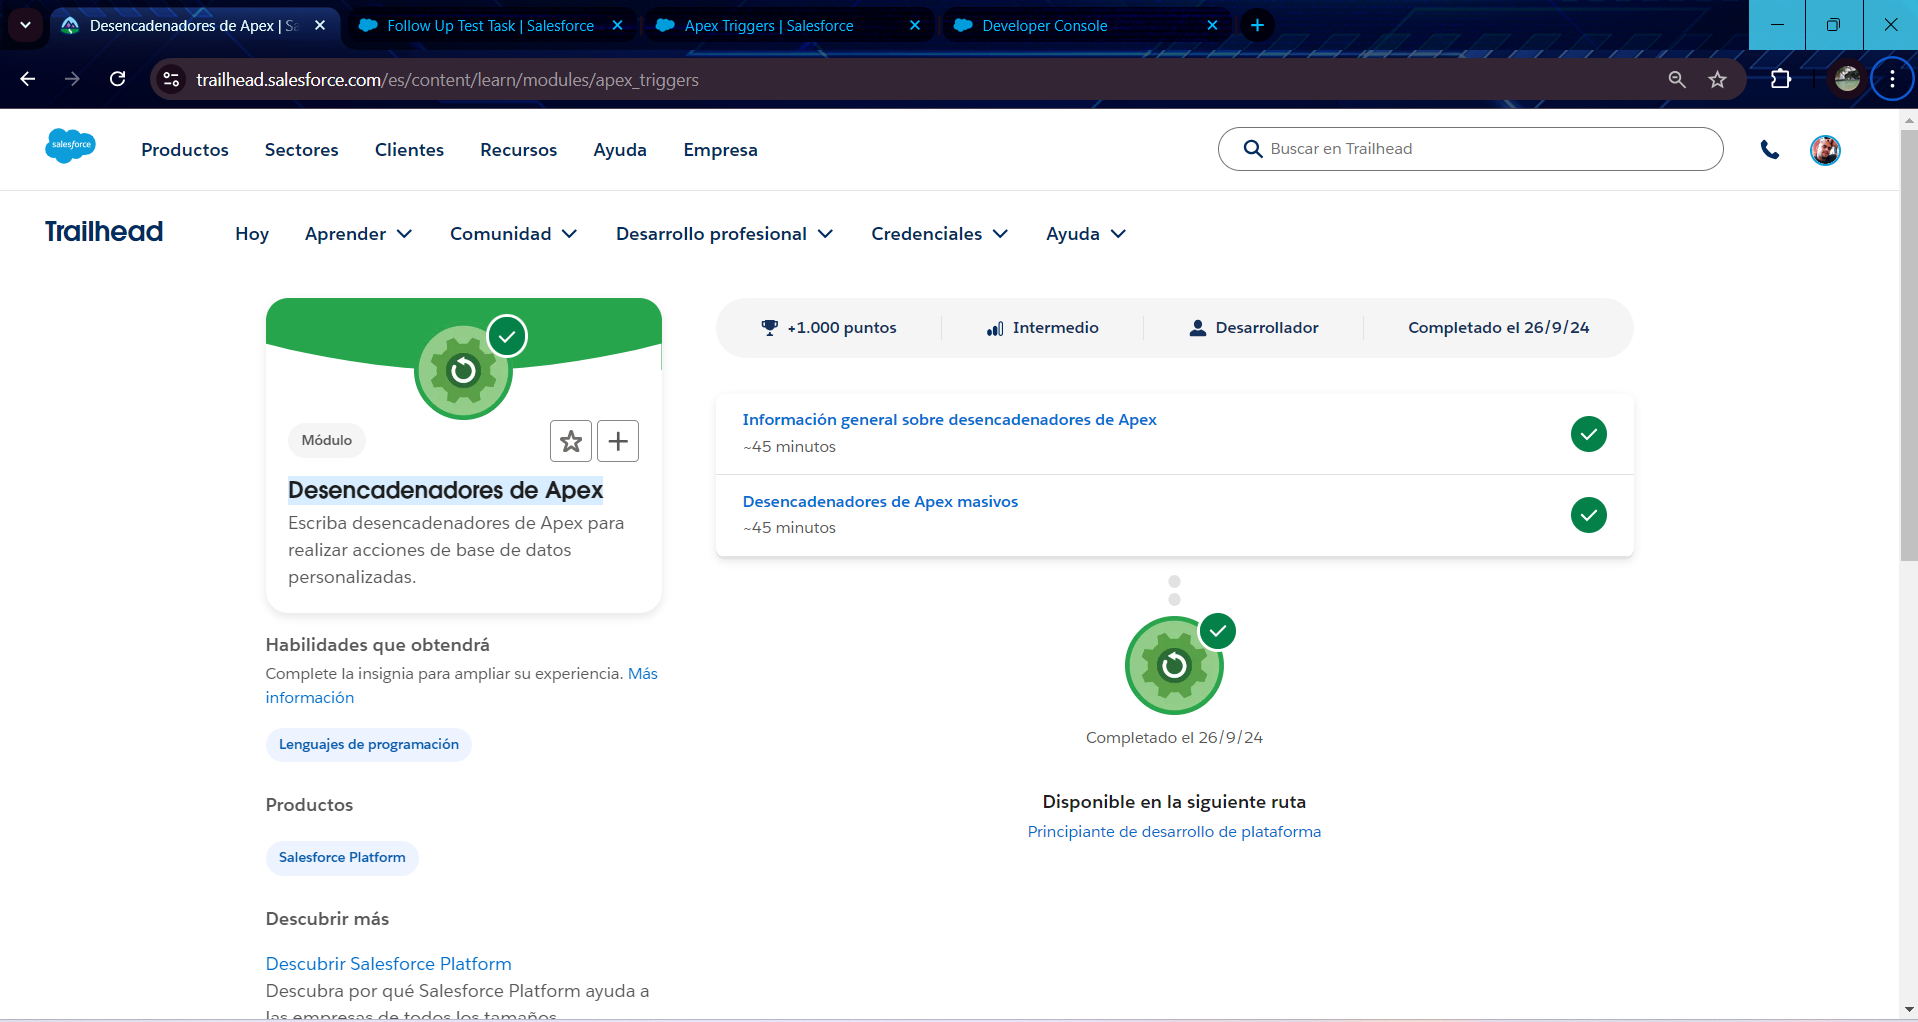 Desencadenadores de Apex | Sa
Follow Up Test Task | Salesforce
Apex Triggers | Salesforce
Developer Console
trailhead.salesforce.com/es/content/learn/modules/apex_triggers
salesforce
Productos
Sectores
Clientes
Recursos
Ayuda
Empresa
Buscar en Trailhead
Trailhead
Hoy
Aprender
Comunidad
Desarrollo profesional
Credenciales
Ayuda
Módulo
Desencadenadores de Apex
Escriba desencadenadores de Apex para
realizar acciones de base de datos
personalizadas.
Habilidades que obtendrá
Complete la insignia para ampliar su experiencia. Más
información
Lenguajes de programación
Productos
Salesforce Platform
Descubrir más
Descubrir Salesforce Platform
Descubra por qué Salesforce Platform ayuda a
las empresas de todos los tamaños
+1.000 puntos
Intermedio
Desarrollador
Completado el 26/9/24
Información general sobre desencadenadores de Apex
~45 minutos
Desencadenadores de Apex masivos
~45 minutos
Completado el 26/9/24
Disponible en la siguiente ruta
Principiante de desarrollo de plataforma